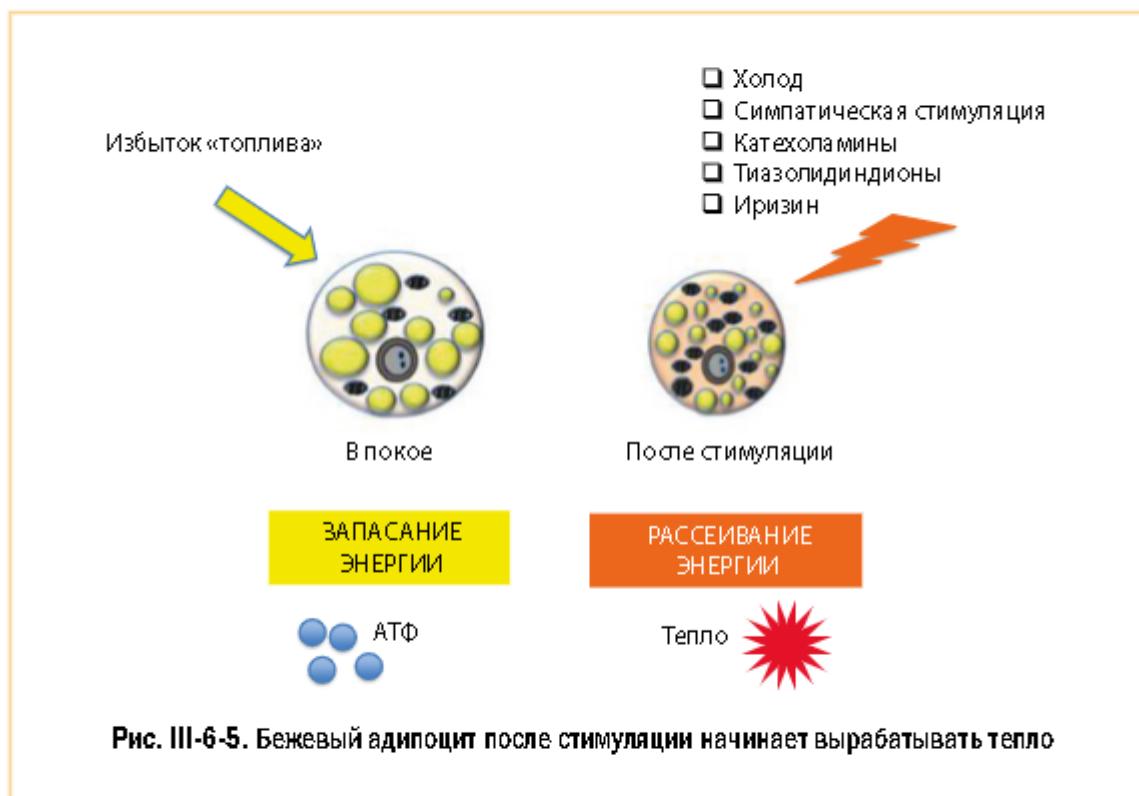 Избыток «топлива»
❑ Холод
❑ Симпатическая стимуляция
❑ Катехоламины
❑ Тиазолидиндионы
❑ Иризин
В покое
После стимуляции
ЗАПАСАНИЕ
ЭНЕРГИИ
РАССЕИВАНИЕ
ЭНЕРГИИ
АТФ
Тепло
Рис. III-6-5. Бежевый адипоцит после стимуляции начинает вырабатывать тепло